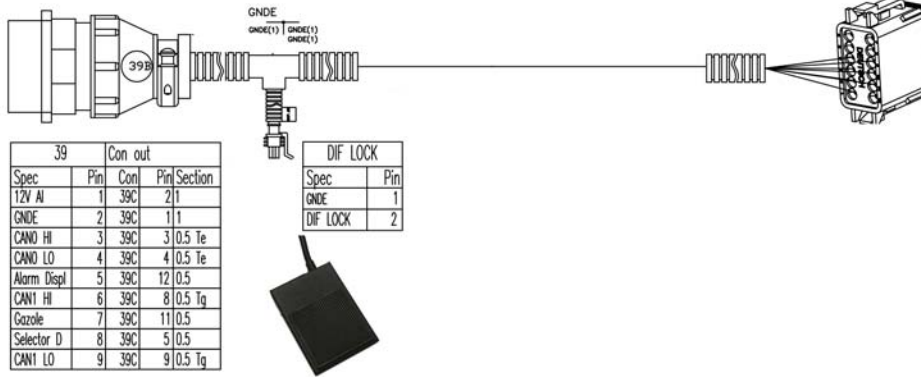 GNDE
GNDE(1) GNDE(1)
GNDE(1)
39B
DEUTSCH
39 Con out
Spec Pin Con Pin Section
12V AI 1 39C 2 1
GNDE 2 39C 1 1
CAN0 HI 3 39C 3 0.5 Te
CAN0 LO 4 39C 4 0.5 Te
Alarm Displ 5 39C 12 0.5
CAN1 HI 6 39C 8 0.5 Tg
Gazole 7 39C 11 0.5
Selector D 8 39C 5 0.5
CAN1 LO 9 39C 9 0.5 Tg
DIF LOCK
Spec Pin
GNDE 1
DIF LOCK 2